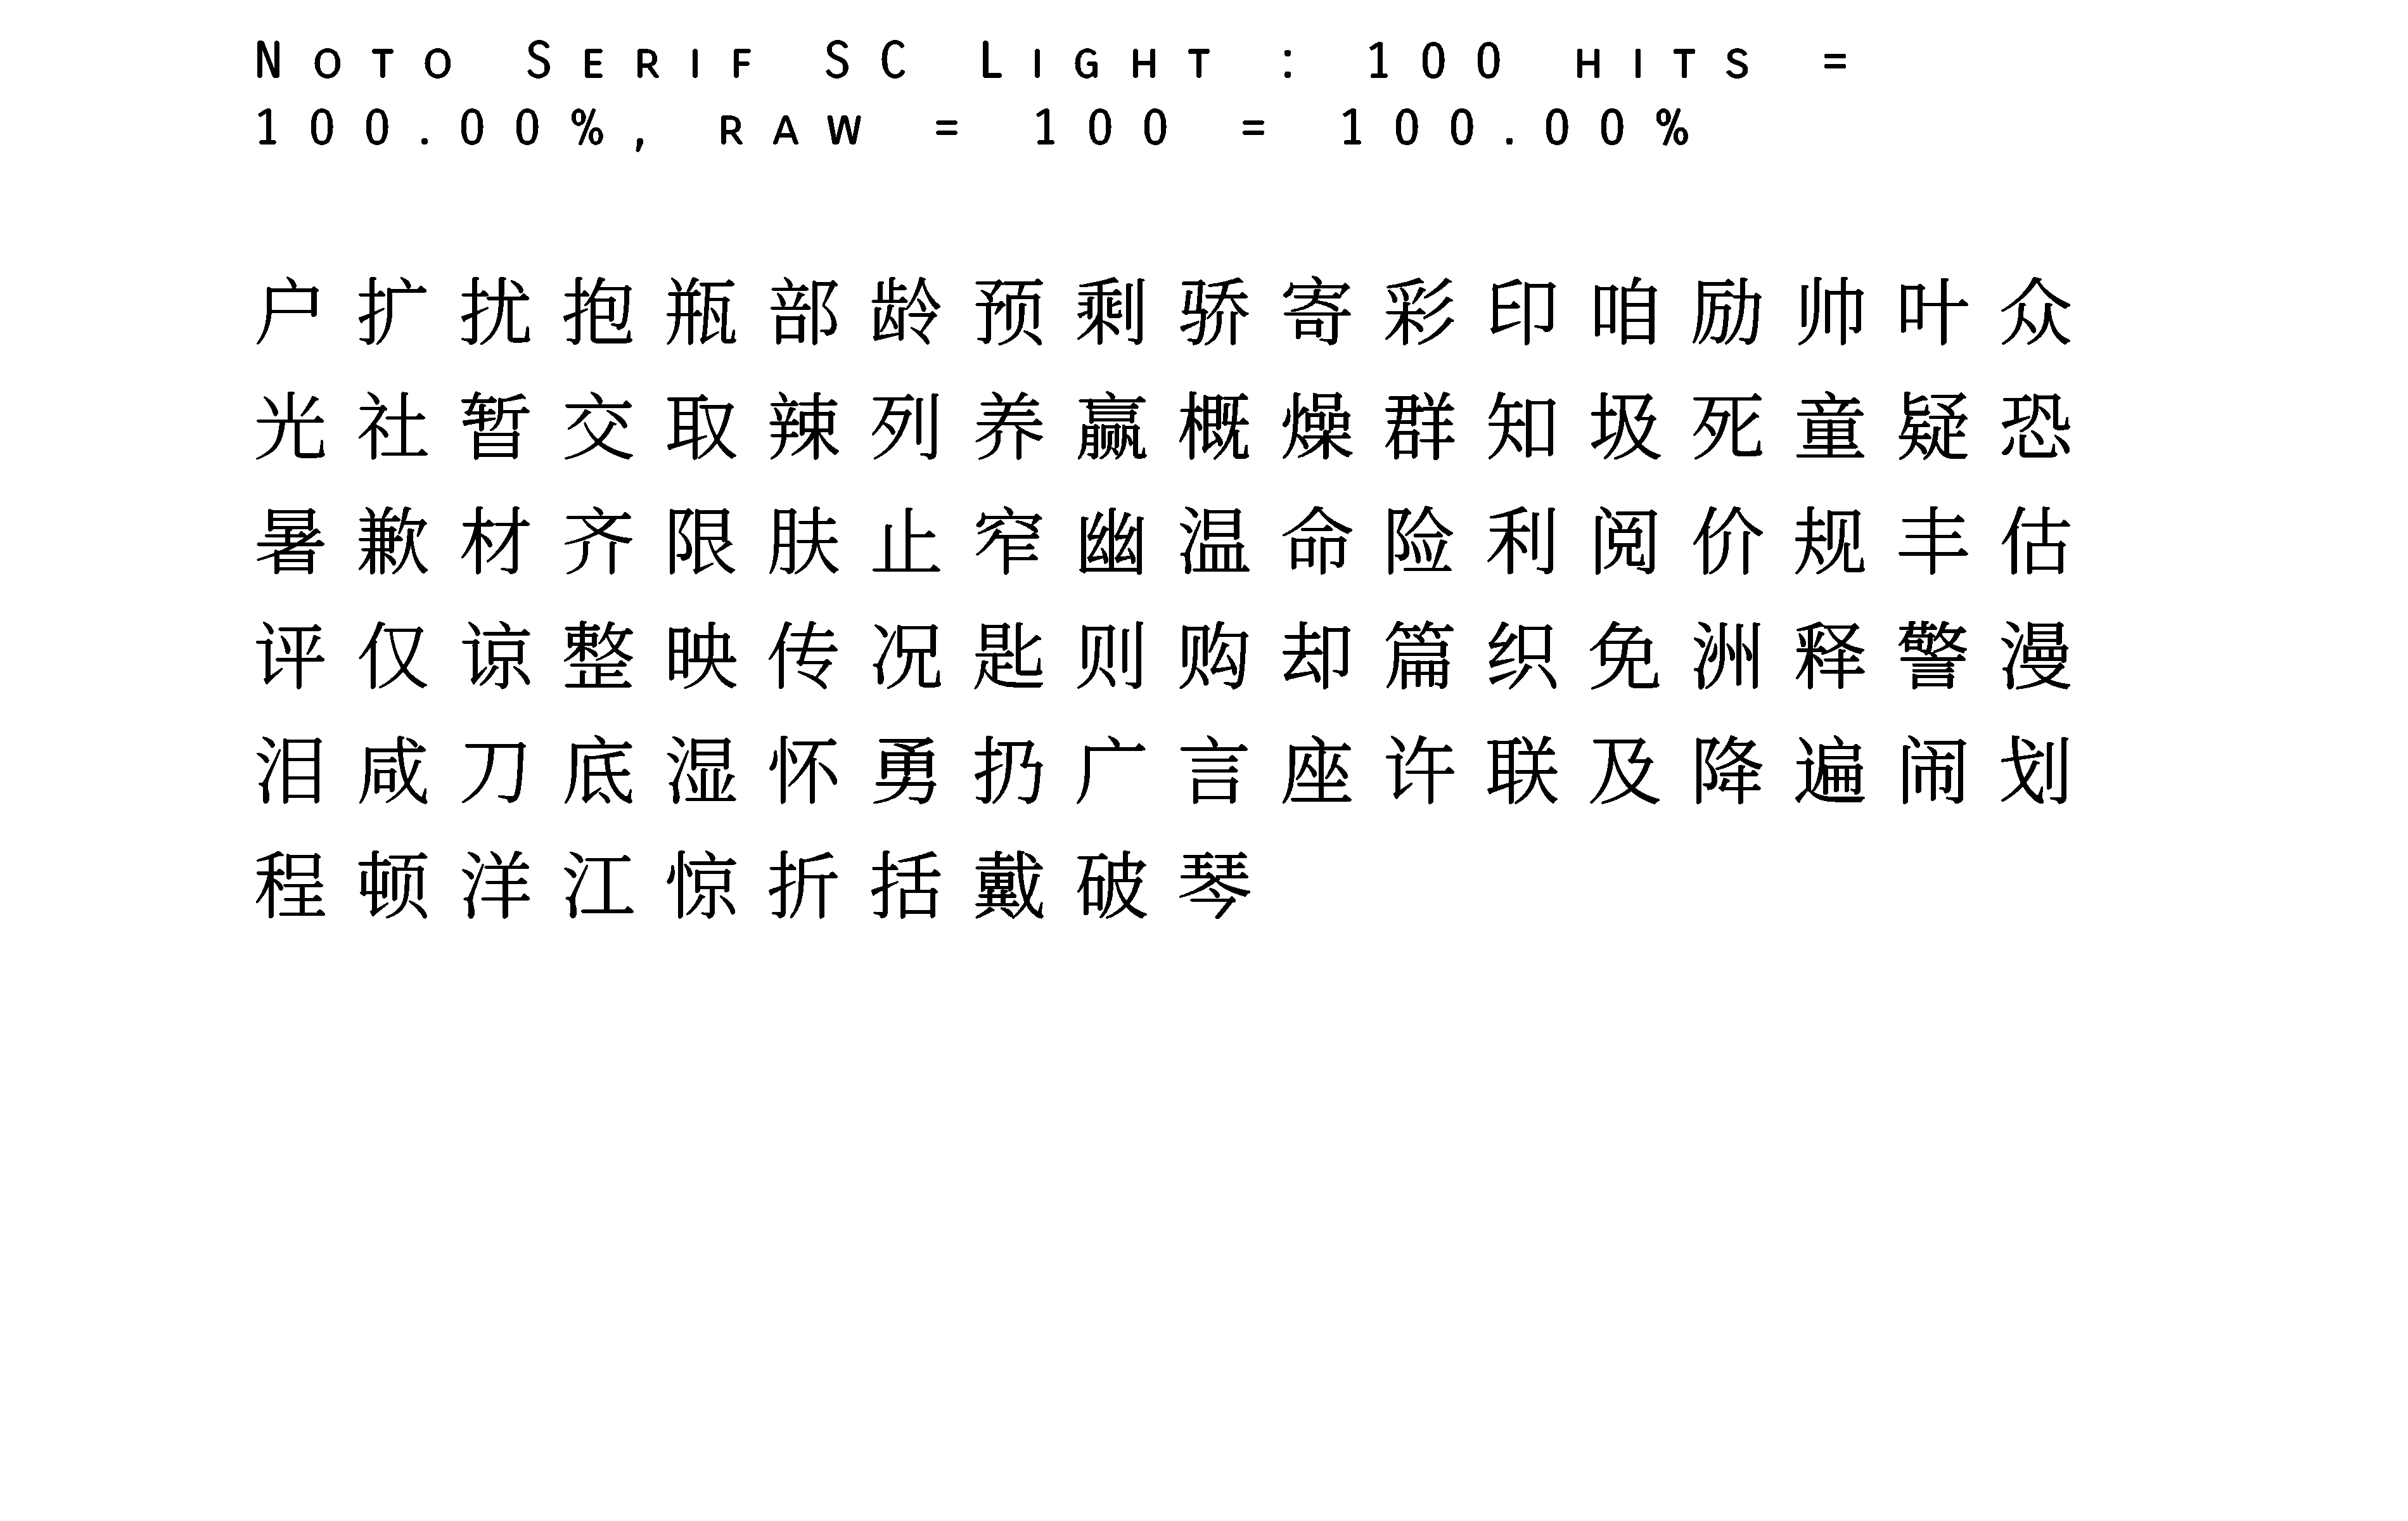 Noto Serif SC Light : 100 hits =
100.00%, raw = 100 = 100.00%
户扩扰抱瓶部龄预剩骄寄彩印咱励帅叶众
光社暂交取辣列养赢概燥群知圾死童疑恐
暑歉材齐限肤止窄幽温命险利阅价规丰估
评仅谅整映传况匙则购却篇织免洲释警漫
泪咸刀底湿怀勇扔广言座许联及降遍闹划
程顿洋江惊折括戴破琴